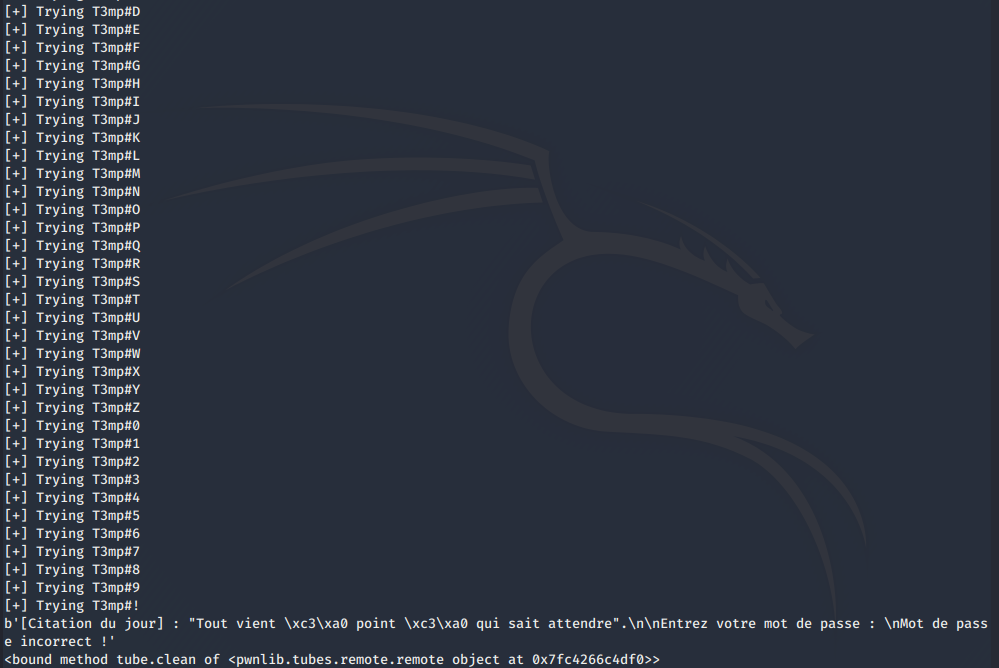 [+] Trying T3mp#D
[+] Trying T3mp#E
[+] Trying T3mp#F
[+] Trying T3mp#G
[+] Trying T3mp#H
[+] Trying T3mp#I
[+] Trying T3mp#J
[+] Trying T3mp#K
[+] Trying T3mp#L
[+] Trying T3mp#M
[+] Trying T3mp#N
[+] Trying T3mp#O
[+] Trying T3mp#P
[+] Trying T3mp#Q
[+] Trying T3mp#R
[+] Trying T3mp#S
[+] Trying T3mp#T
[+] Trying T3mp#U
[+] Trying T3mp#V
[+] Trying T3mp#W
[+] Trying T3mp#X
[+] Trying T3mp#Y
[+] Trying T3mp#Z
[+] Trying T3mp#0
[+] Trying T3mp#1
[+] Trying T3mp#2
[+] Trying T3mp#3
[+] Trying T3mp#4
[+] Trying T3mp#5
[+] Trying T3mp#6
[+] Trying T3mp#7
[+] Trying T3mp#8
[+] Trying T3mp#9
[+] Trying T3mp#!
b'[Citation du jour] : "Tout vient \xc3\xa0 point \xc3\xa0 qui sait attendre".\n\nEntrez votre mot de passe : \nMot de pass
e incorrect !'
<bound method tube.clean of <pwnlib.tubes.remote.remote object at 0x7fc4266c4df0>>